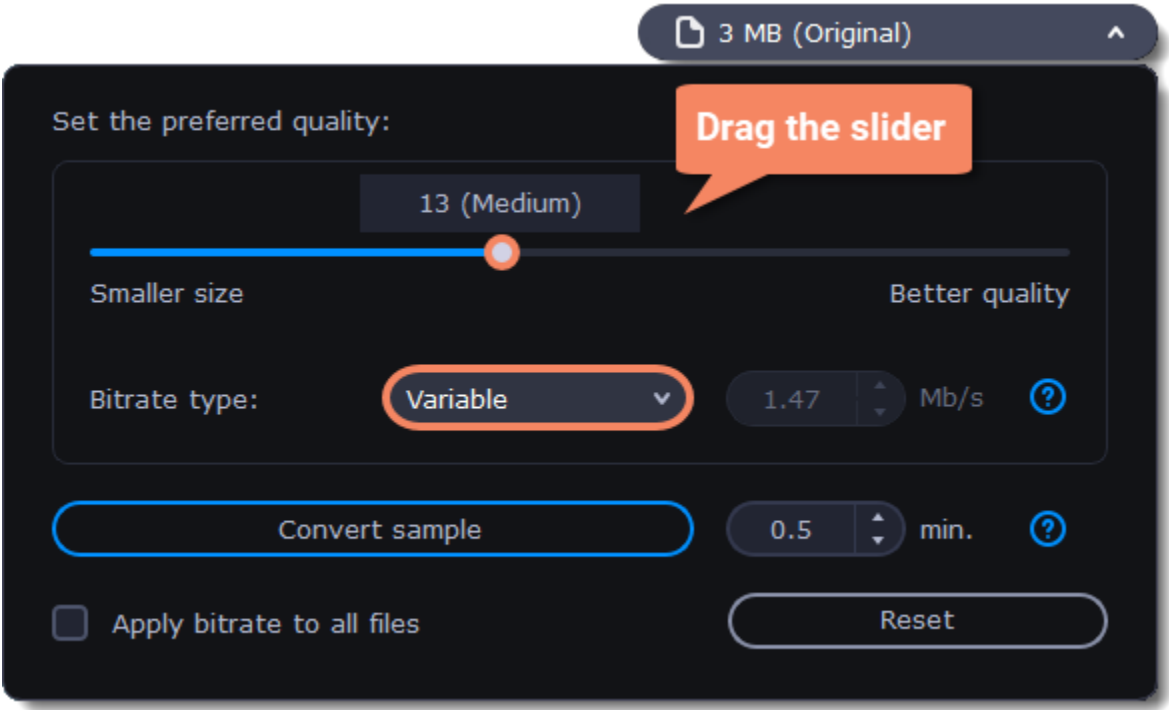 3 MB (Original)
Set the preferred quality:
Drag the slider
13 (Medium)
Smaller size
Better quality
Bitrate type:
Variable
1.47
Mb/s
?
Convert sample
0.5
min.
?
Apply bitrate to all files
Reset